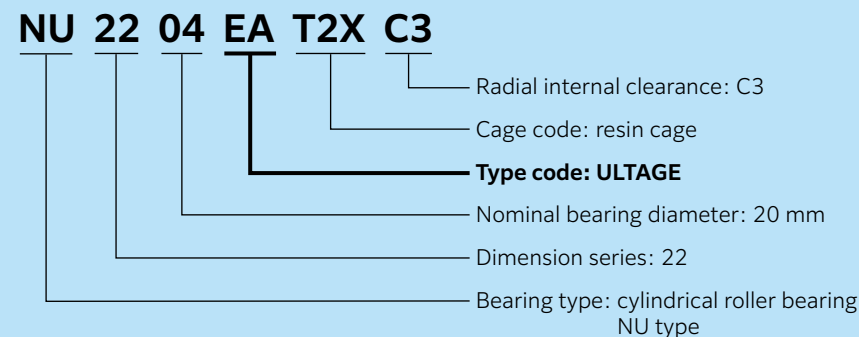 NU 22 04 EA T2X C3
Radial internal clearance: C3
Cage code: resin cage
Type code: ULTAGE
Nominal bearing diameter: 20 mm
Dimension series: 22
Bearing type: cylindrical roller bearing
NU type